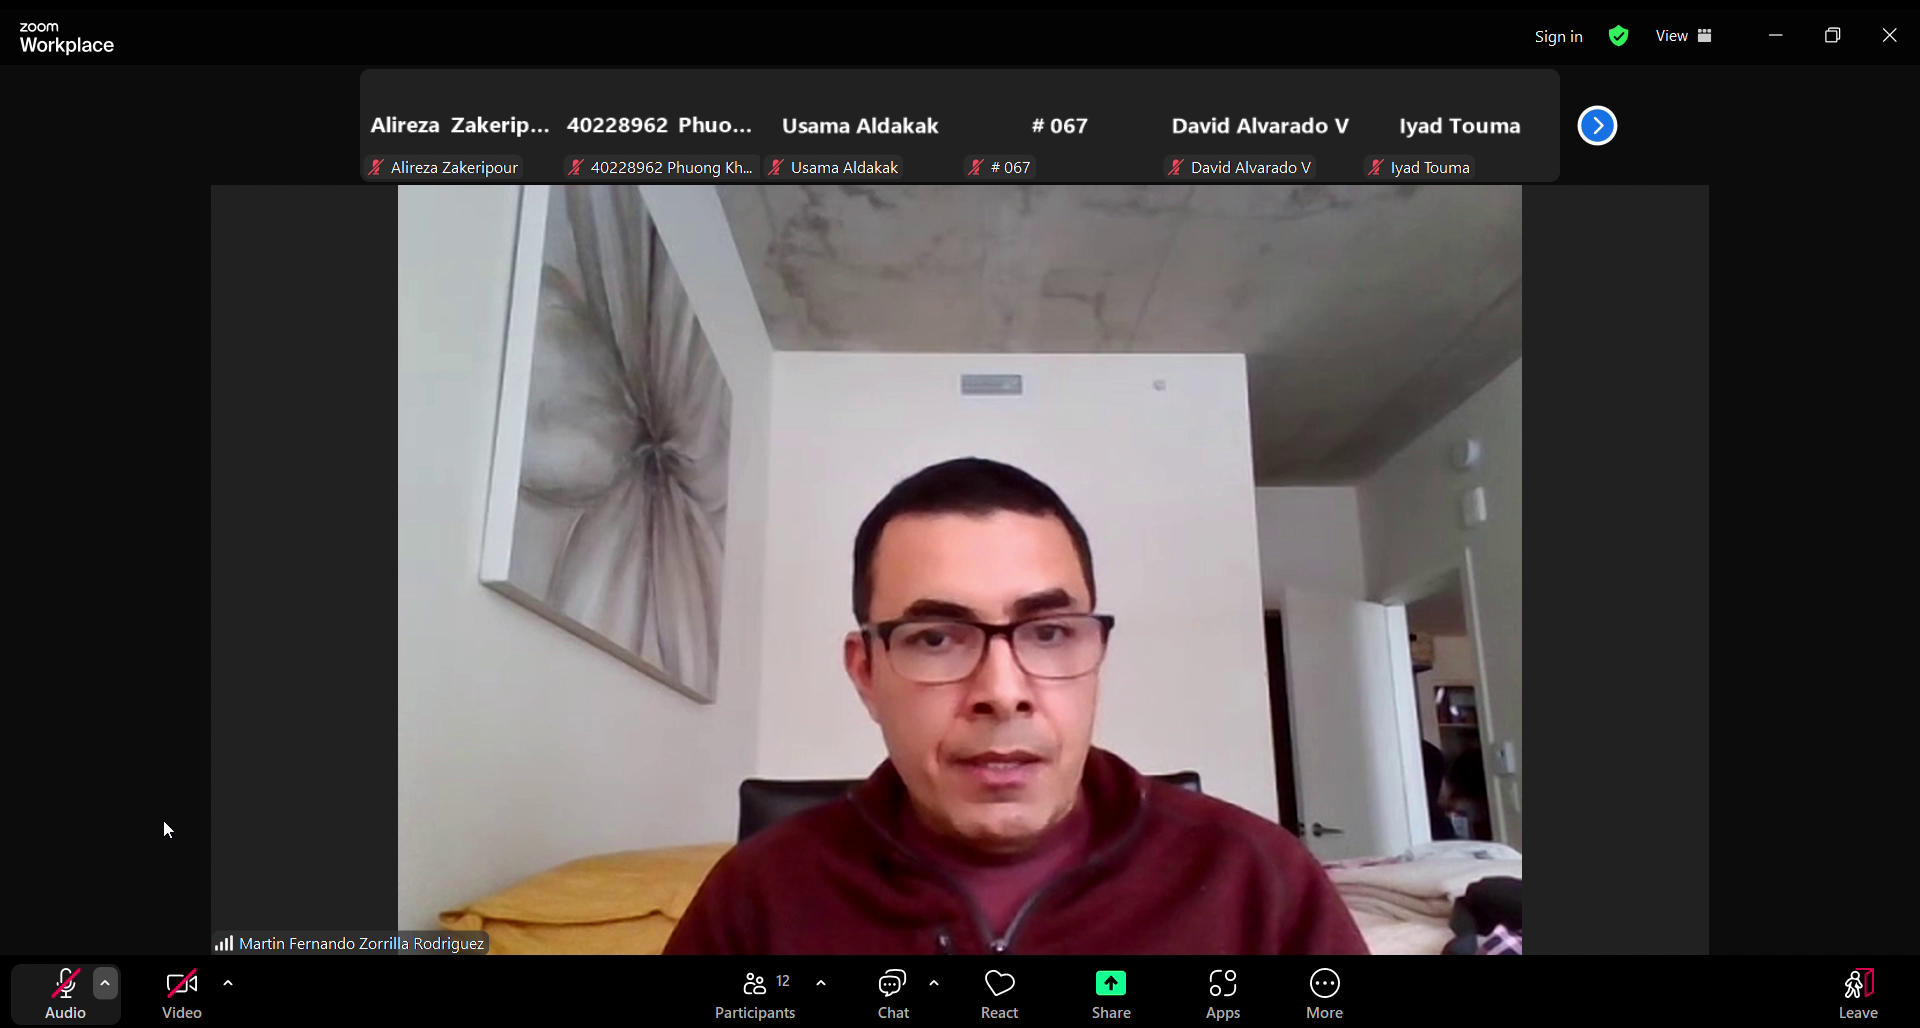 zoom
Workplace
Sign in
View
Alireza Zakerip...
40228962 Phuo...
Usama Aldakak
# 067
David Alvarado V
Iyad Touma
Alireza Zakeripour
40228962 Phuong Kh...
Usama Aldakak
# 067
David Alvarado V
Iyad Touma
Martin Fernando Zorrilla Rodriguez
Audio
Video
12
Participants
Chat
React
Share
Apps
More
Leave